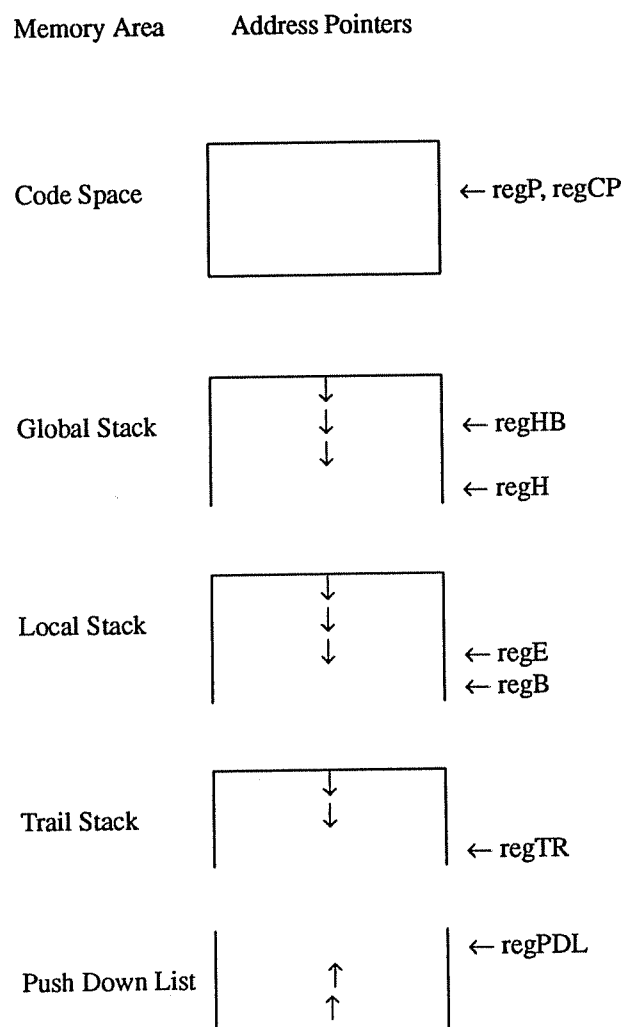 Memory Area Address Pointers
Code Space ← regP, regCP
Global Stack ← regHB
← regH
Local Stack ← regE
← regB
Trail Stack ← regTR
← regPDL
Push Down List